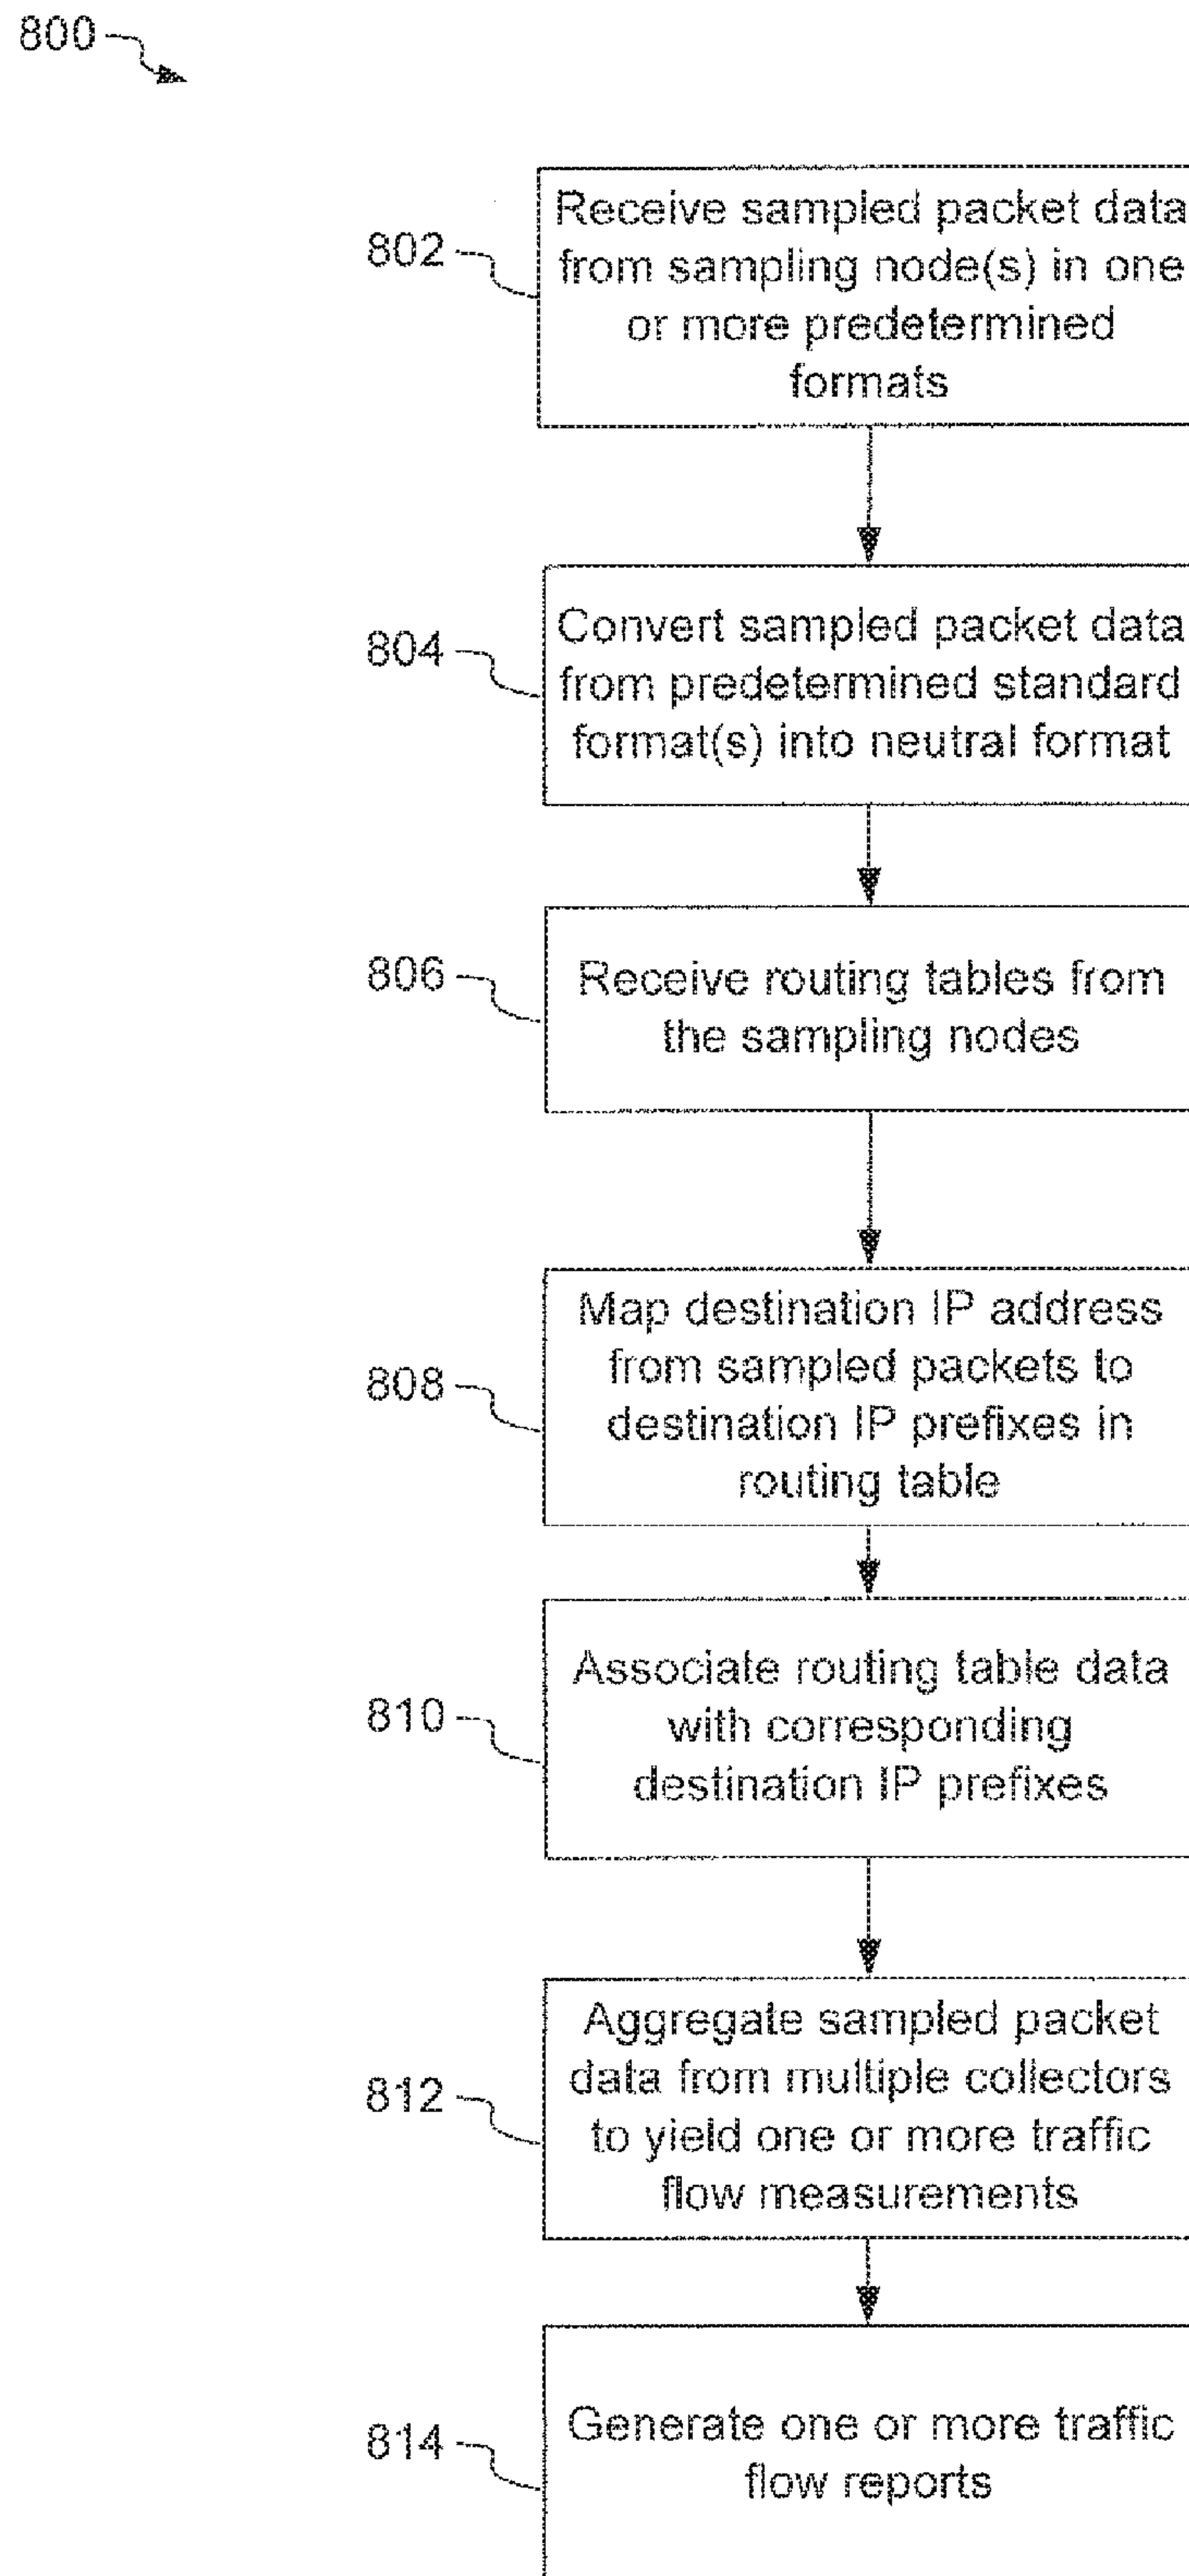 800
802
Receive sampled packet data
from sampling node(s) in one
or more predetermined
formats
804
Convert sampled packet data
from predetermined standard
format(s) into neutral format
806
Receive routing tables from
the sampling nodes
808
Map destination IP address
from sampled packets to
destination IP prefixes in
routing table
810
Associate routing table data
with corresponding
destination IP prefixes
812
Aggregate sampled packet
data from multiple collectors
to yield one or more traffic
flow measurements
814
Generate one or more traffic
flow reports